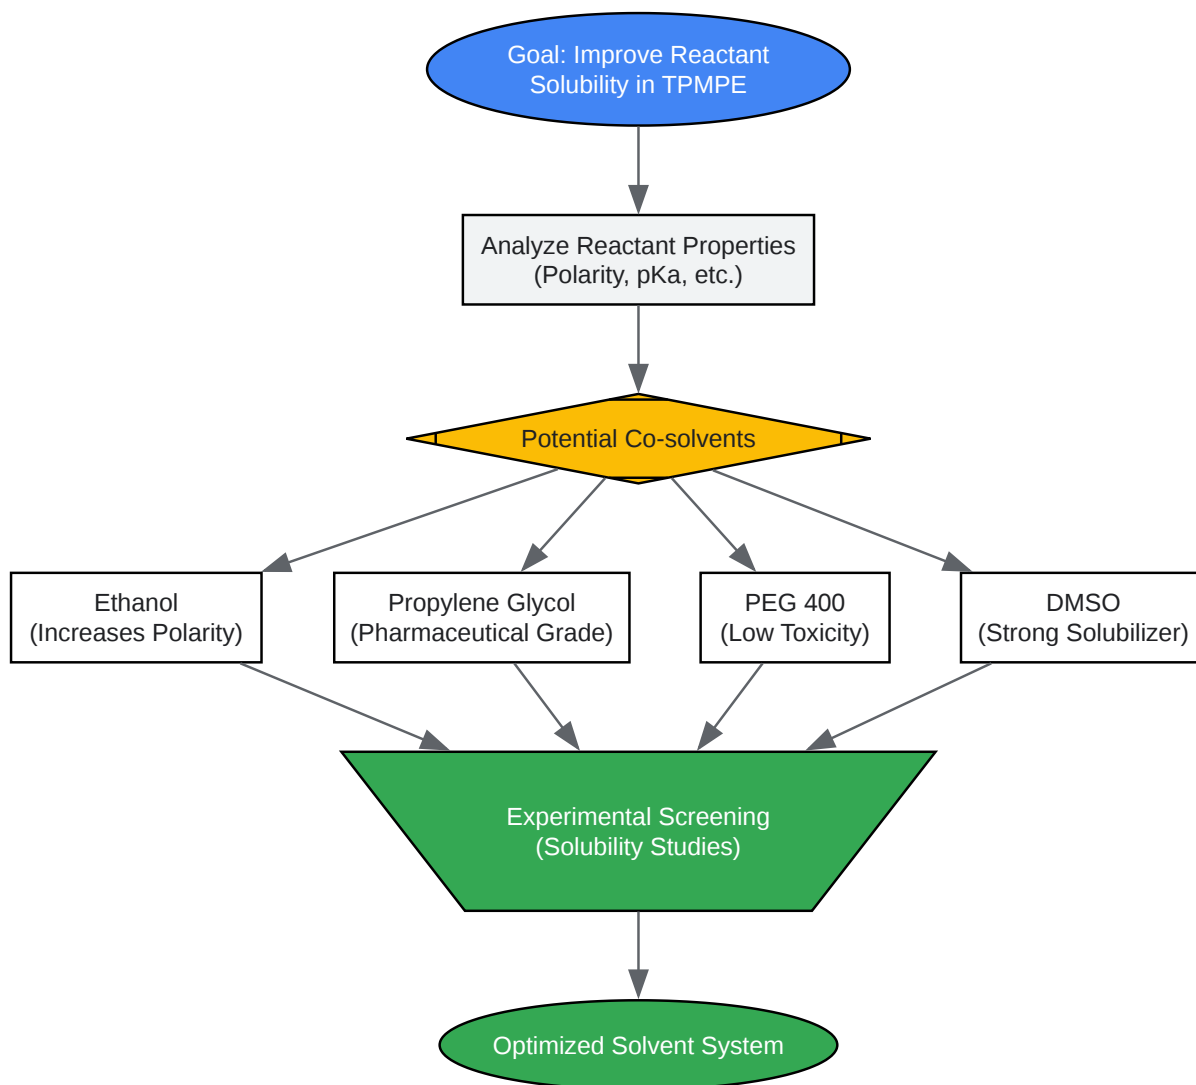 Goal: Improve Reactant
Solubility in TPMPE
Analyze Reactant Properties
(Polarity, pKa, etc.)
Potential Co-solvents
Ethanol
(Increases Polarity)
Propylene Glycol
(Pharmaceutical Grade)
PEG 400
(Low Toxicity)
DMSO
(Strong Solubilizer)
Experimental Screening
(Solubility Studies)
Optimized Solvent System